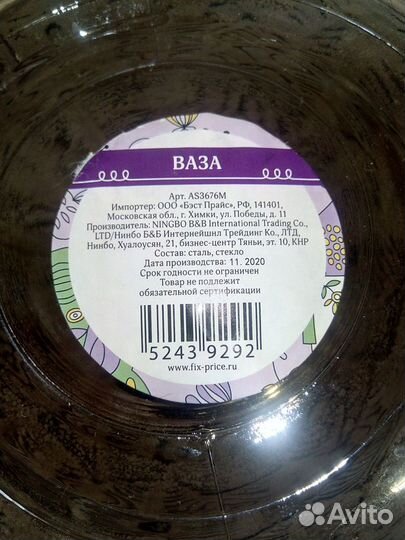 ВАЗА
Арт. AS3676M
Импортер: ООО «Бэст Прайс», РФ, 141401,
Московская обл., г. Химки, ул. Победы, д. 11
Производитель: NINGBO B&B International Trading Co.,
LTD/Нинбо Б&Б Интернейшнл Трейдинг Ко., ЛТД,
Нинбо, Хуалоусян, 21, бизнес-центр Тяньи, эт. 10, КНР
Состав: сталь, стекло
Дата производства: 11. 2020
Срок годности не ограничен
Товар не подлежит
обязательной сертификации
5243 9292
www.fix-price.ru
Avito